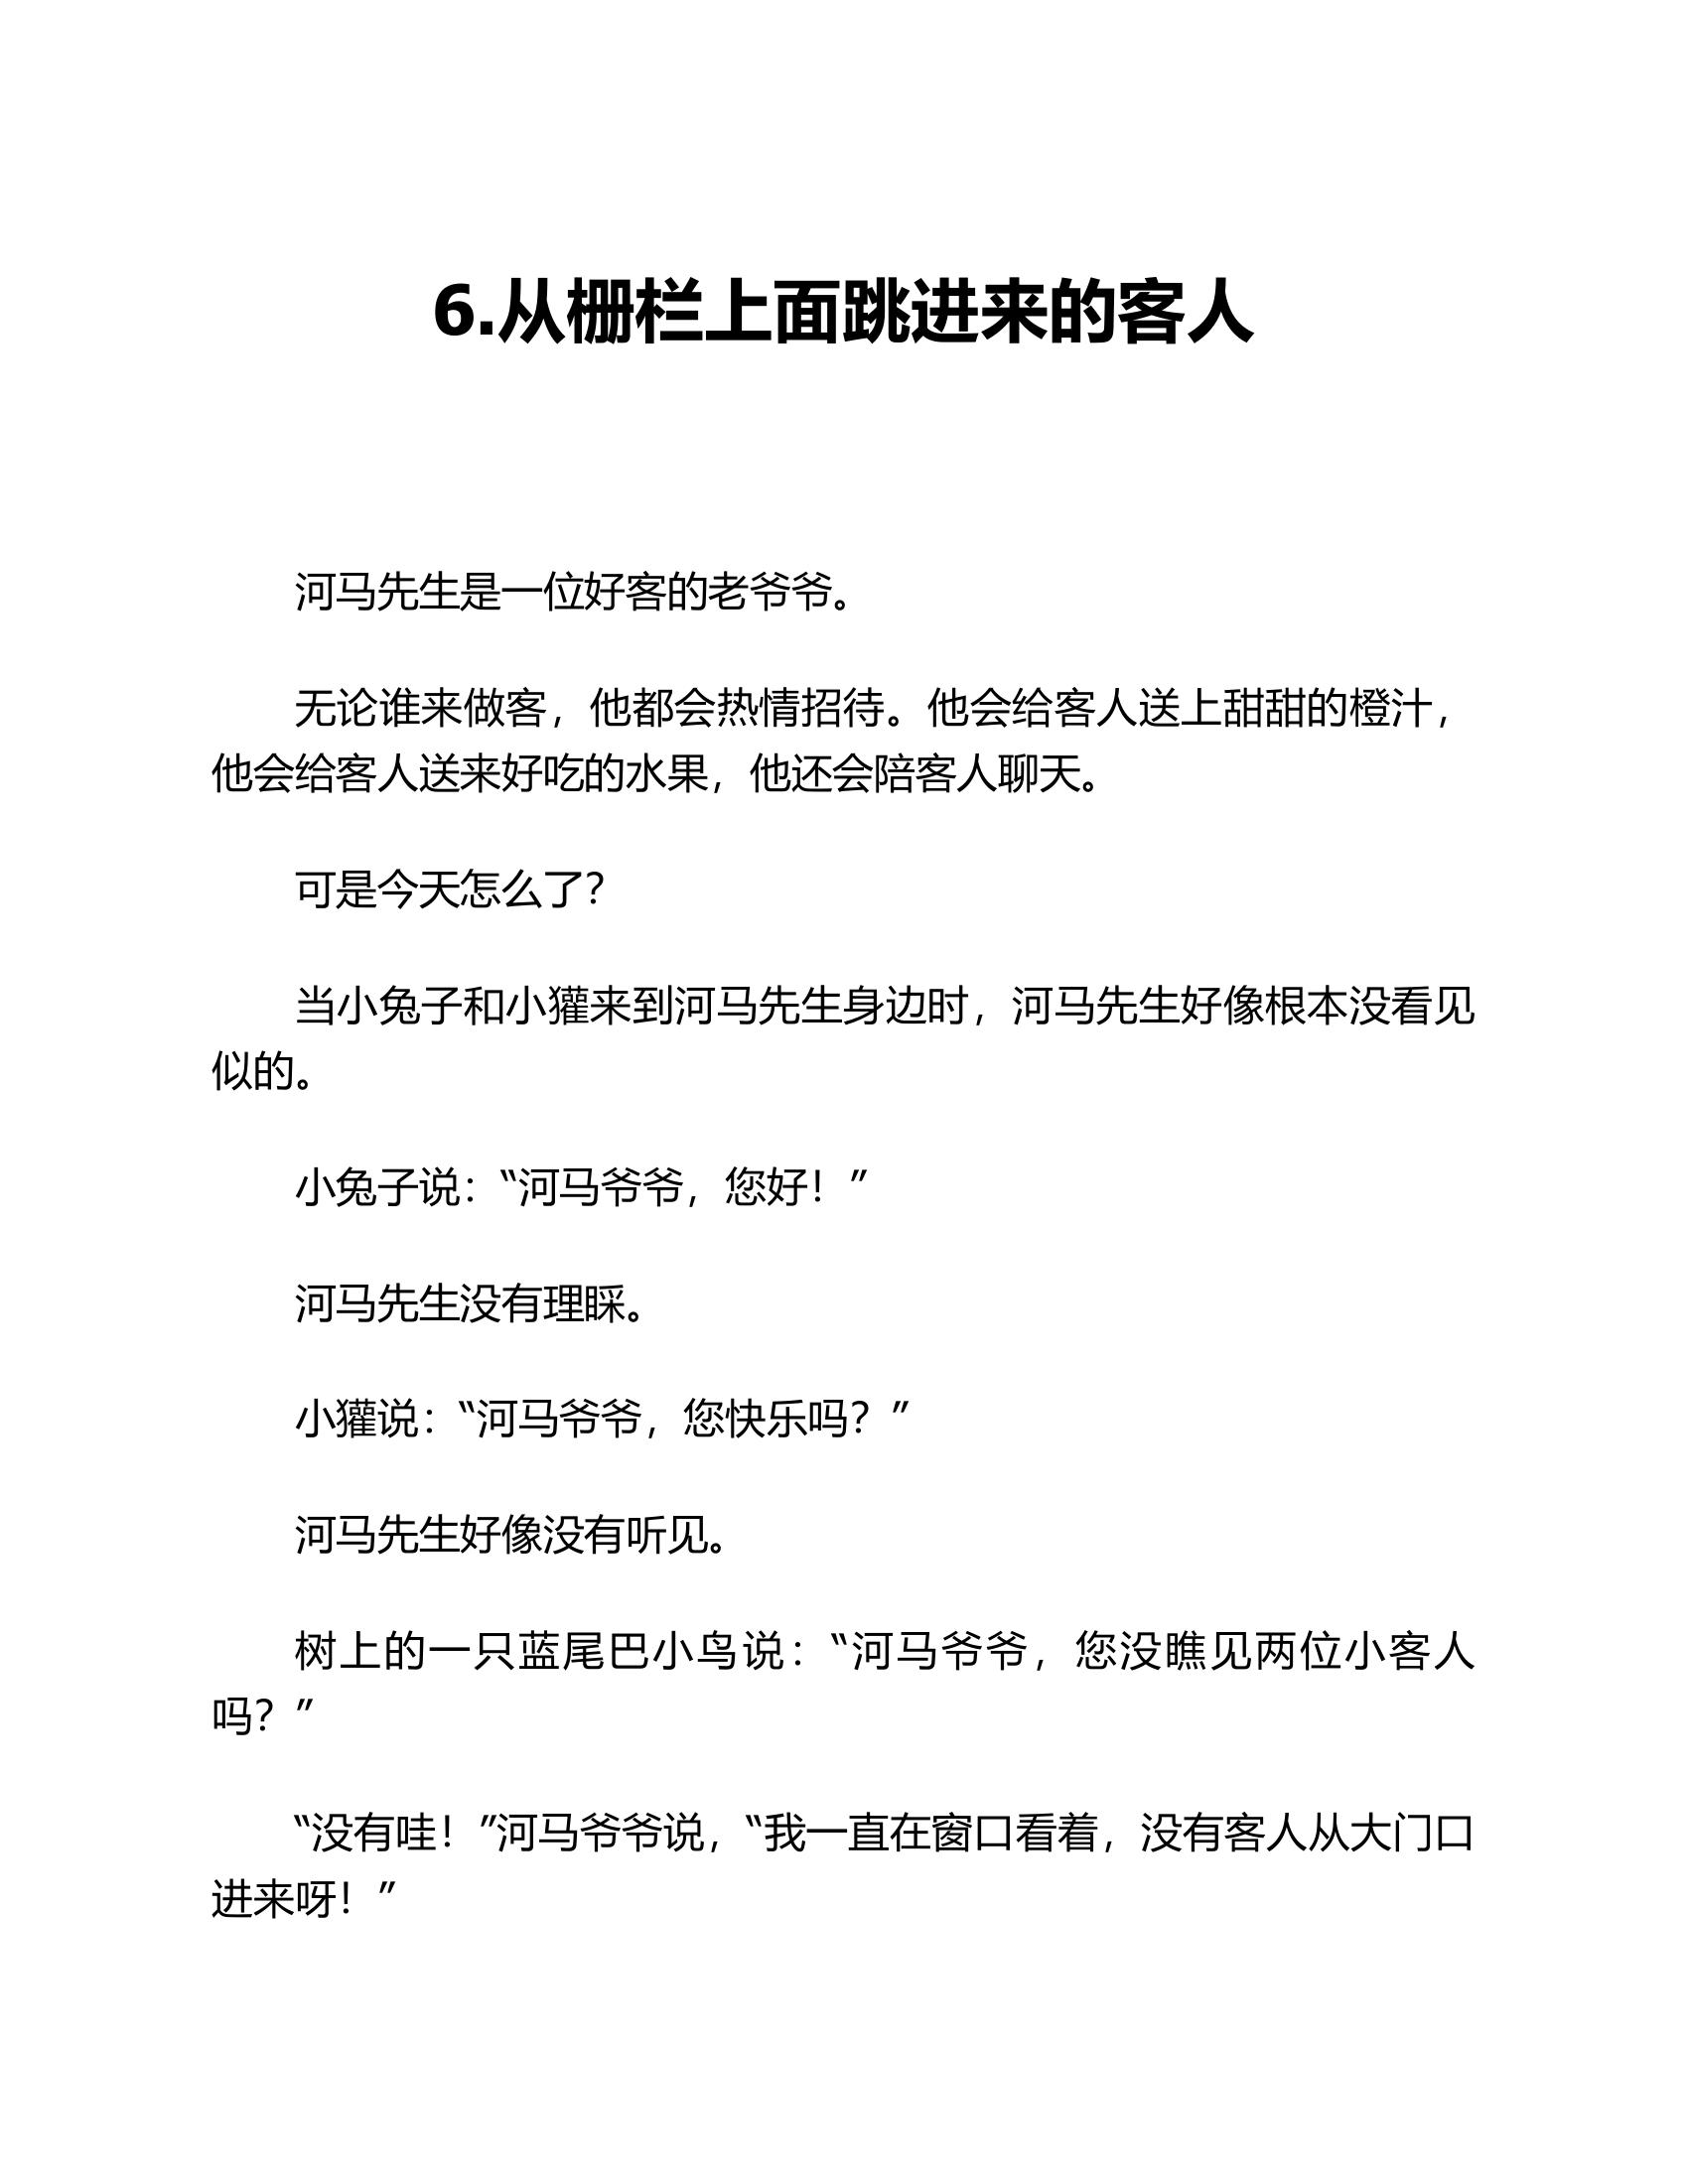 6.从栅栏上面跳进来的客人
河马先生是一位好客的老爷爷。
无论谁来做客，他都会热情招待。他会给客人送上甜甜的橙汁，
他会给客人送来好吃的水果，他还会陪客人聊天。
可是今天怎么了？
当小兔子和小獾来到河马先生身边时，河马先生好像根本没看见
似的。
小兔子说：“河马爷爷，您好！”
河马先生没有理睬。
小獾说：“河马爷爷，您快乐吗？”
河马先生好像没有听见。
树上的一只蓝尾巴小鸟说：“河马爷爷，您没瞧见两位小客人
吗？”
“没有哇！”河马爷爷说，“我一直在窗口看着，没有客人从大门口
进来呀！”